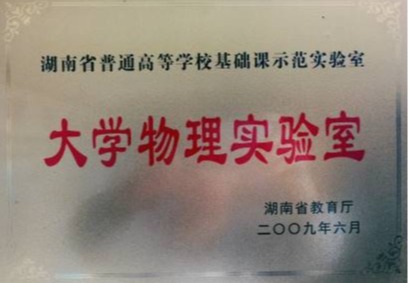 湖南省普通高等学校基础课示范实验室
大学物理实验室
湖南省教育厅
二〇〇九年六月